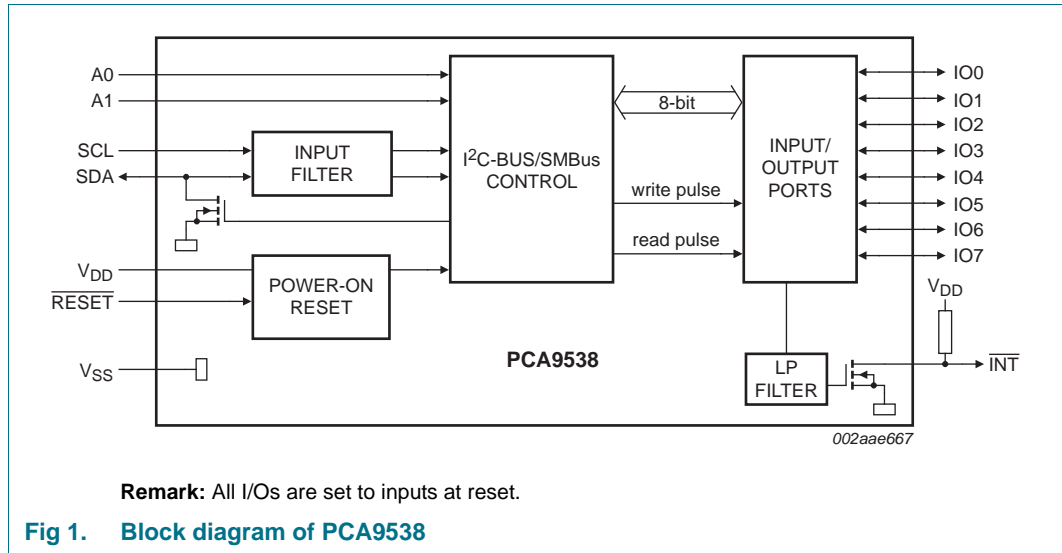 A0
A1
SCL
SDA
VDD
RESET
VSS
INPUT
FILTER
POWER-ON
RESET
I2C-BUS/SMBus
CONTROL
8-bit
write pulse
read pulse
INPUT/
OUTPUT
PORTS
IO0
IO1
IO2
IO3
IO4
IO5
IO6
IO7
VDD
INT
LP
FILTER
PCA9538
002aae667
Remark: All I/Os are set to inputs at reset.
Fig 1. Block diagram of PCA9538